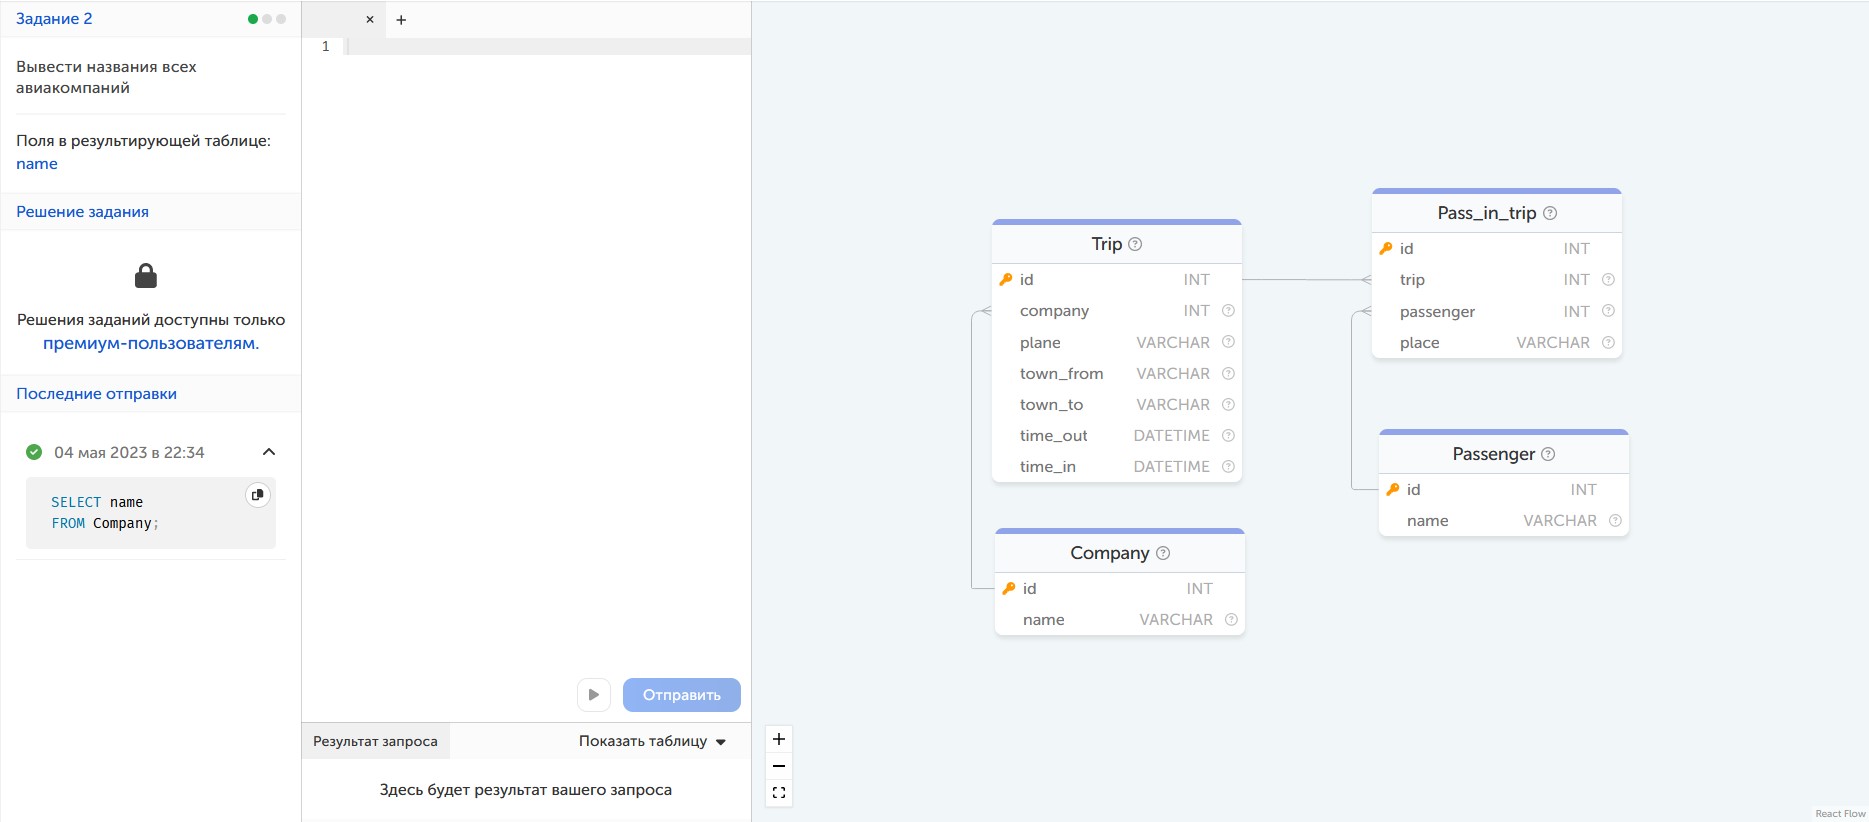 Задание 2
Вывести названия всех
авиакомпаний
Поля в результирующей таблице:
name
Решение задания
Решения заданий доступны только
премиум-пользователям.
Последние отправки
04 мая 2023 в 22:34
SELECT name
FROM Company;
1
Отправить
Результат запроса
Показать таблицу
Здесь будет результат вашего запроса
Trip
id INT
company INT
plane VARCHAR
town_from VARCHAR
town_to VARCHAR
time_out DATETIME
time_in DATETIME
Company
id INT
name VARCHAR
Pass_in_trip
id INT
trip INT
passenger INT
place VARCHAR
Passenger
id INT
name VARCHAR
React Flow